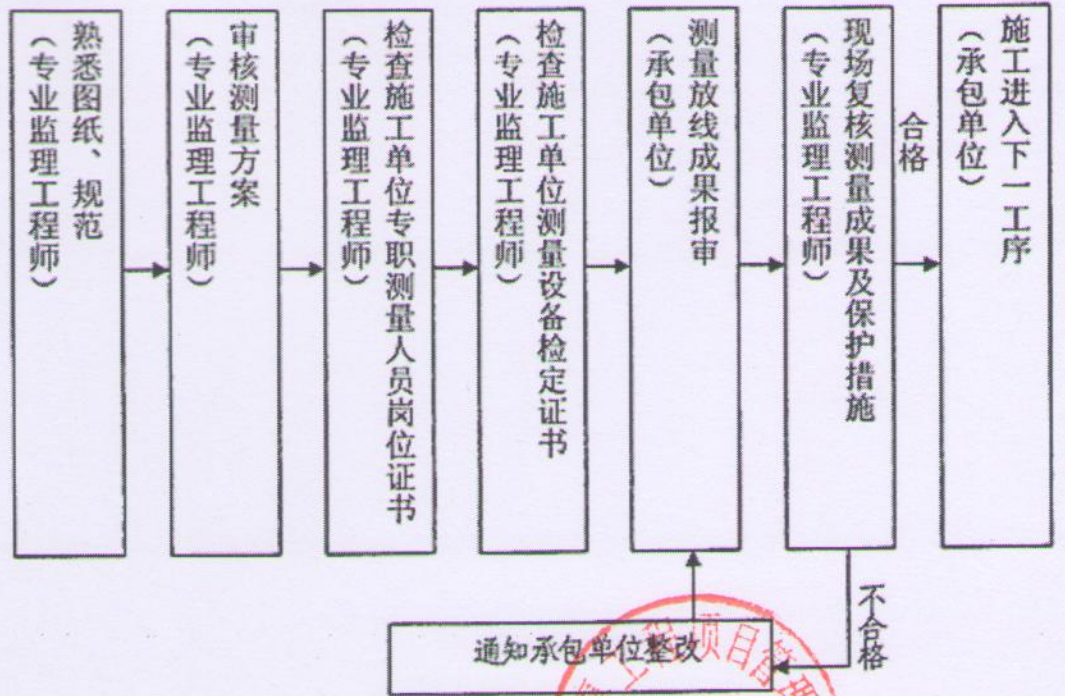 熟悉图纸、规范
（专业监理工程师）
审核测量方案
（专业监理工程师）
检查施工单位专职测量人员岗位证书
（专业监理工程师）
检查施工单位测量设备检定证书
（专业监理工程师）
测量放线成果报审
（承包单位）
现场复核测量成果及保护措施
（专业监理工程师）
合格
施工进入下一工序
（承包单位）
不合格
通知承包单位整改
工程项目管理